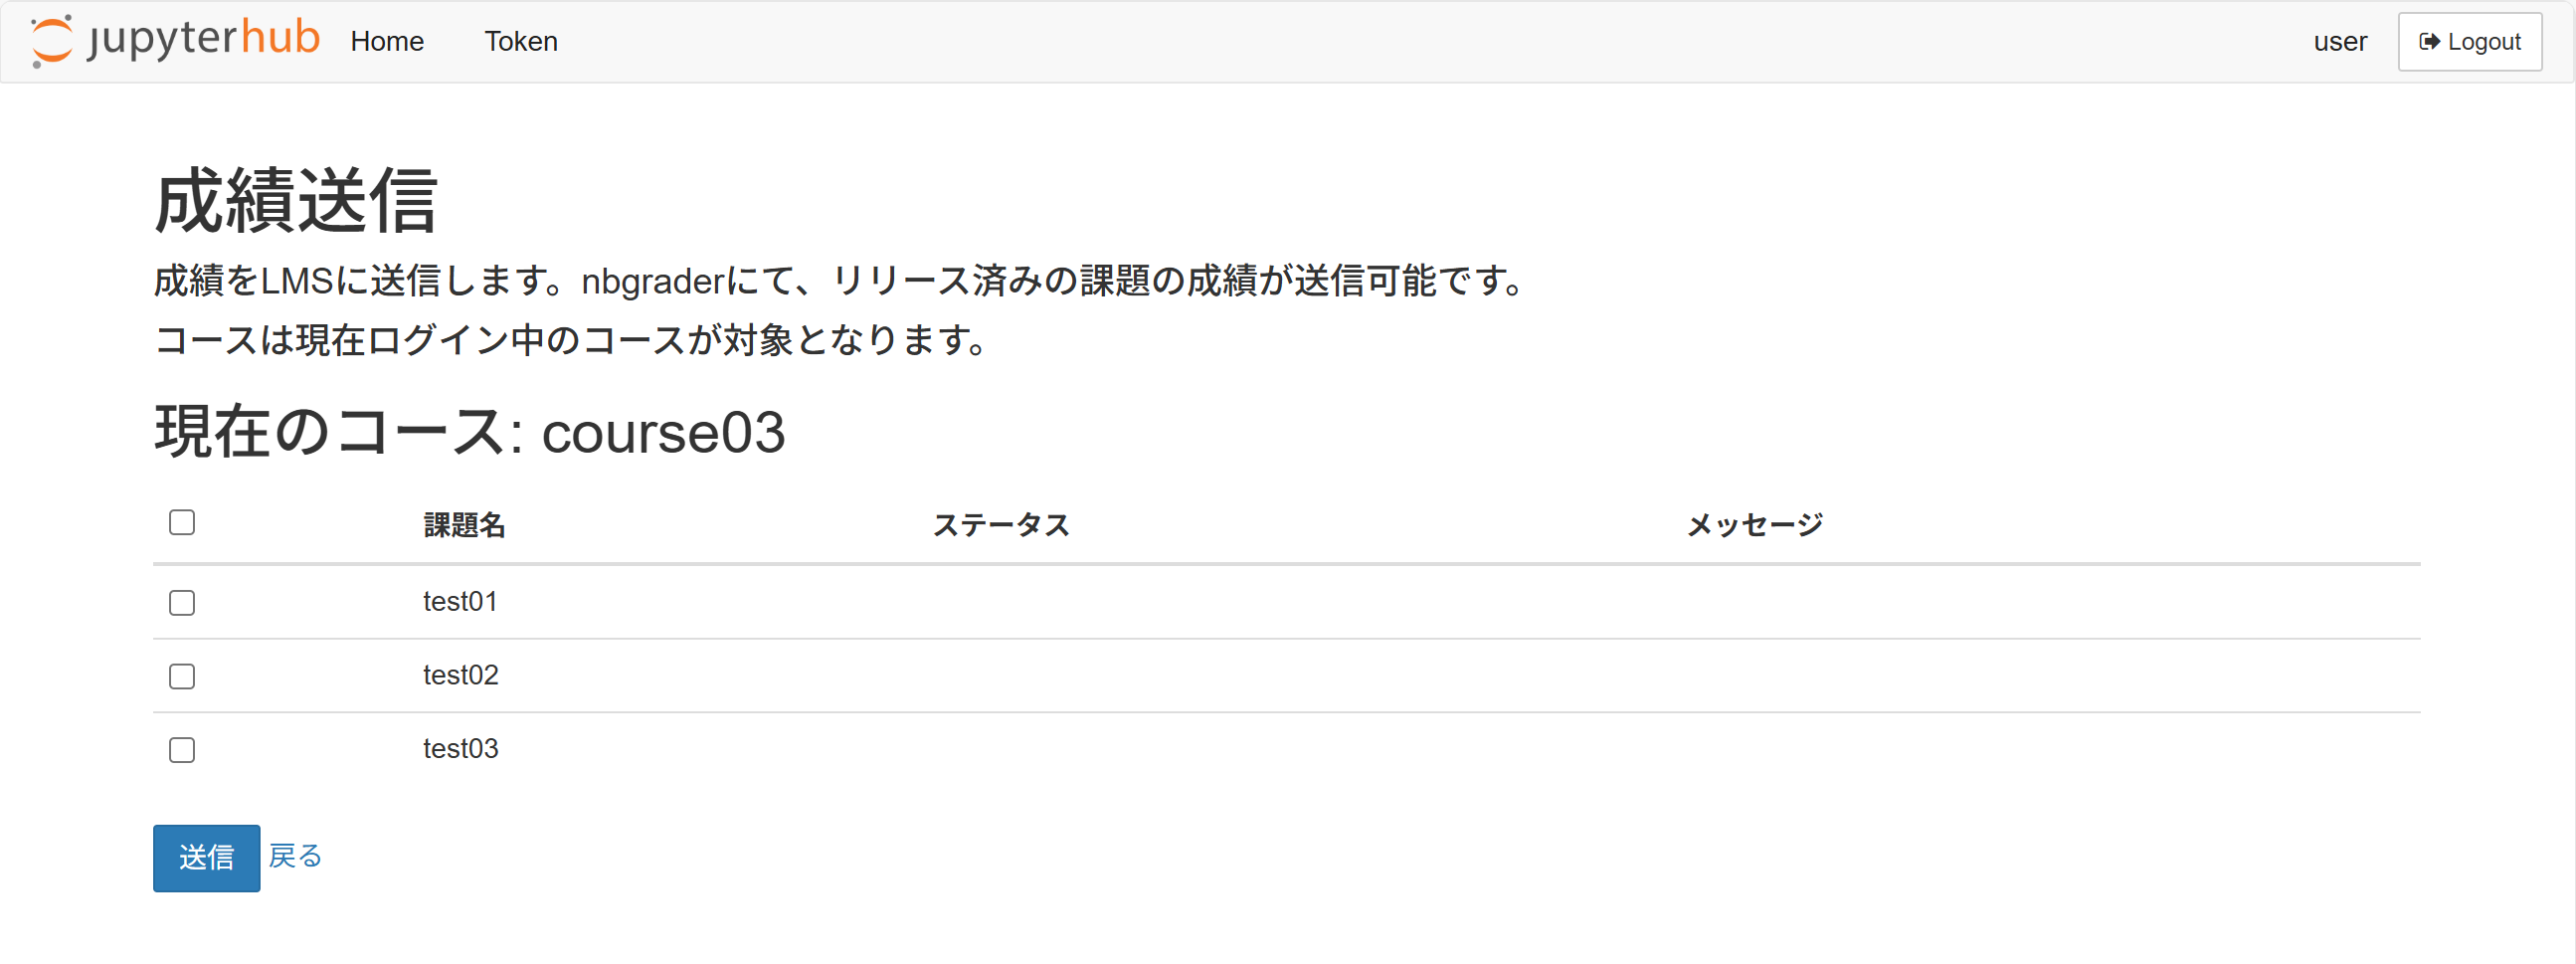 jupyterhub Home Token user Logout
成績送信
成績をLMSに送信します。nbgraderにて、リリース済みの課題の成績が送信可能です。
コースは現在ログイン中のコースが対象となります。
現在のコース: course03
課題名 ステータス メッセージ
test01
test02
test03
送信 戻る